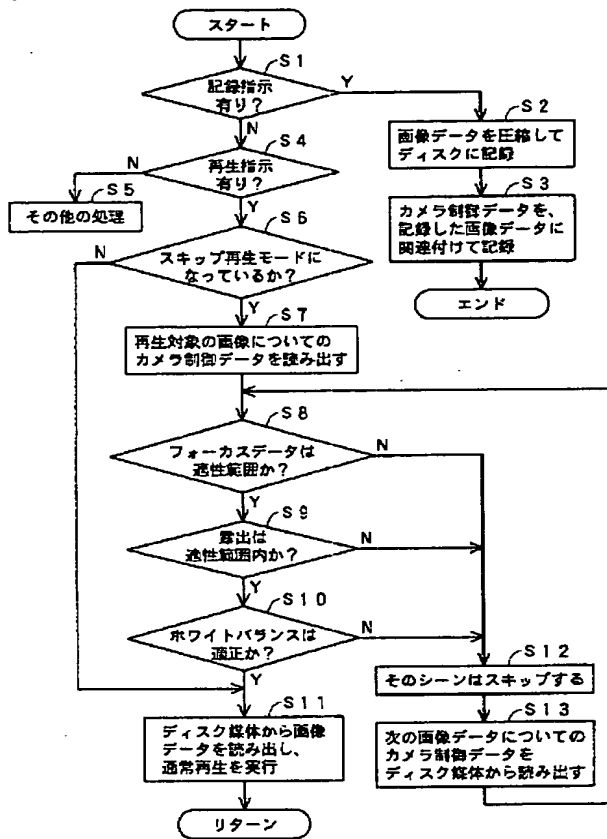 スタート
S1
記録指示
有り?
Y
N
S2
画像データを圧縮して
ディスクに記録
S3
カメラ制御データを、
記録した画像データに
関連付けて記録
エンド
S4
再生指示
有り?
N
Y
S5
その他の処理
S6
スキップ再生モードに
なっているか?
N
Y
S7
再生対象の画像についての
カメラ制御データを読み出す
S8
フォーカスデータは
適性範囲か?
N
Y
S9
露出は
適性範囲内か?
N
Y
S10
ホワイトバランスは
適正か?
N
Y
S11
ディスク媒体から画像
データを読み出し、
通常再生を実行
リターン
S12
そのシーンはスキップする
S13
次の画像データについての
カメラ制御データを
ディスク媒体から読み出す